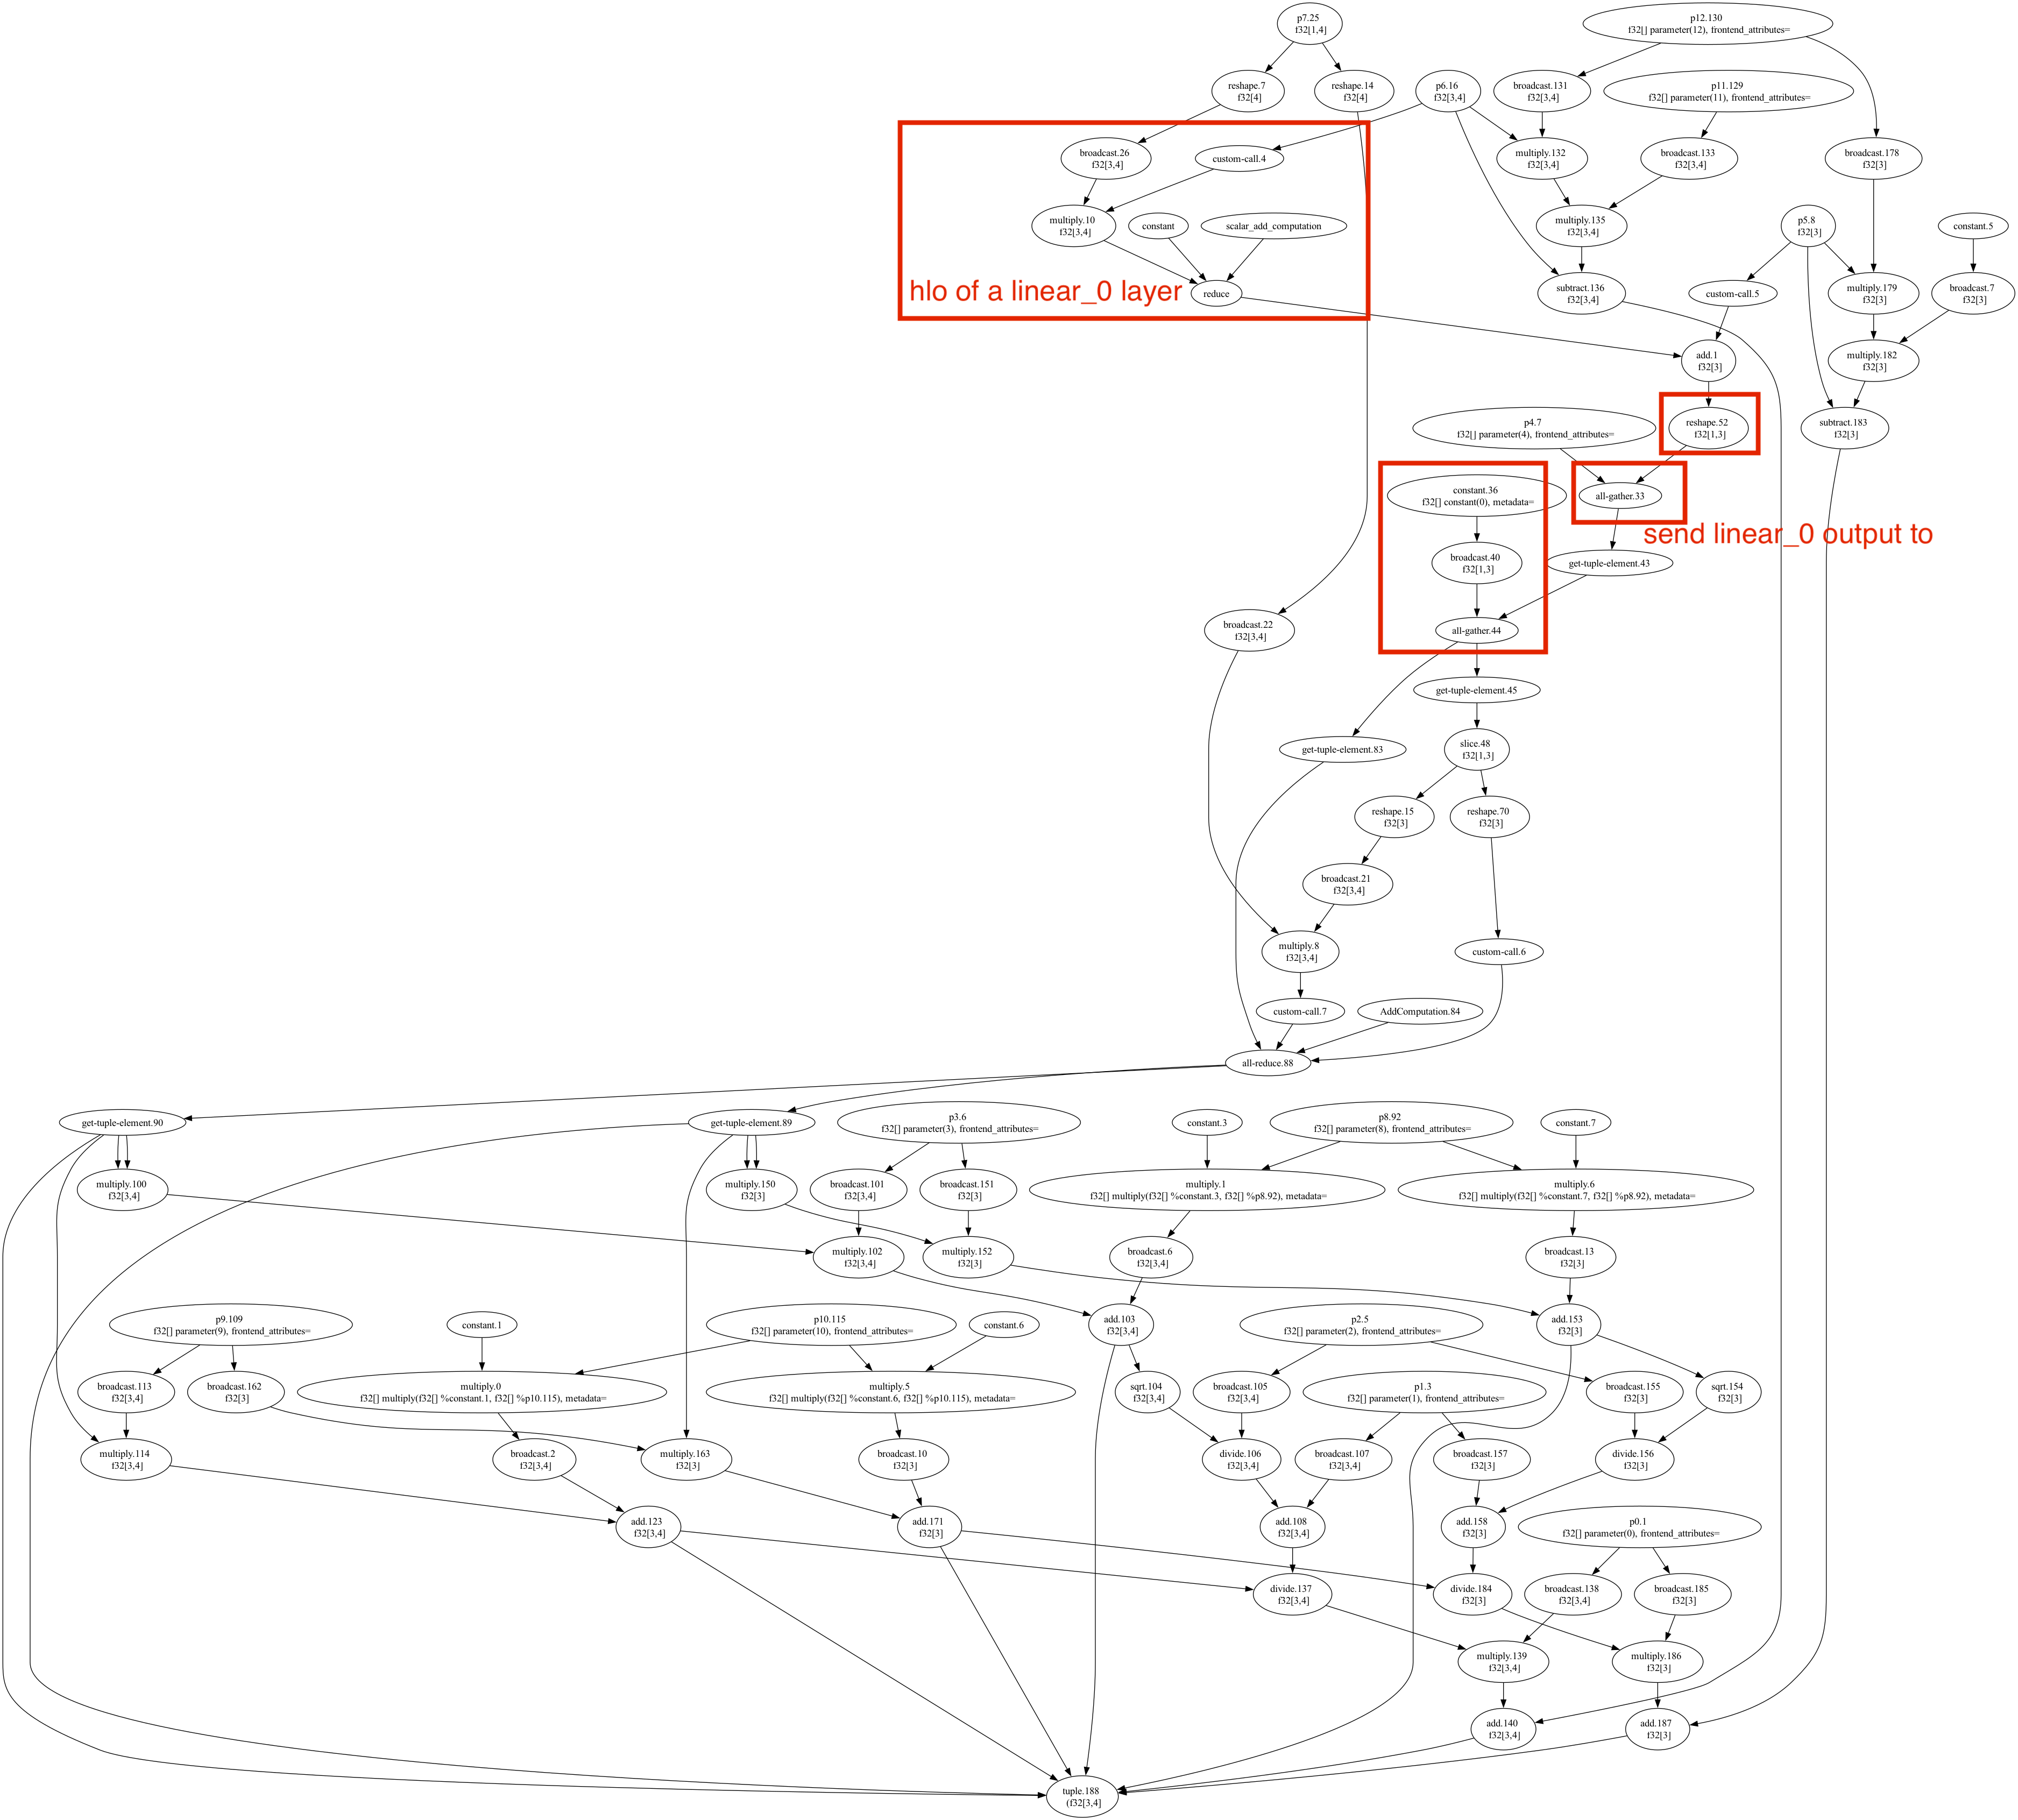 p7.25
f32[1,4]
p12.130
f32[] parameter(12), frontend_attributes=
reshape.7
f32[4]
reshape.14
f32[4]
p6.16
f32[3,4]
broadcast.131
f32[3,4]
p11.129
f32[] parameter(11), frontend_attributes=
broadcast.26
f32[3,4]
custom-call.4
multiply.132
f32[3,4]
broadcast.133
f32[3,4]
broadcast.178
f32[3]
multiply.10
f32[3,4]
constant
scalar_add_computation
multiply.135
f32[3,4]
p5.8
f32[3]
constant.5
hlo of a linear_0 layer
reduce
subtract.136
f32[3,4]
custom-call.5
multiply.179
f32[3]
broadcast.7
f32[3]
add.1
f32[3]
multiply.182
f32[3]
p4.7
f32[] parameter(4), frontend_attributes=
reshape.52
f32[1,3]
subtract.183
f32[3]
constant.36
f32[] constant(0), metadata=
all-gather.33
send linear_0 output to
broadcast.40
f32[1,3]
get-tuple-element.43
broadcast.22
f32[3,4]
all-gather.44
get-tuple-element.45
get-tuple-element.83
slice.48
f32[1,3]
reshape.15
f32[3]
reshape.70
f32[3]
broadcast.21
f32[3,4]
multiply.8
f32[3,4]
custom-call.6
custom-call.7
AddComputation.84
all-reduce.88
get-tuple-element.90
get-tuple-element.89
p3.6
f32[] parameter(3), frontend_attributes=
constant.3
p8.92
f32[] parameter(8), frontend_attributes=
constant.7
multiply.100
f32[3,4]
multiply.150
f32[3]
broadcast.101
f32[3,4]
broadcast.151
f32[3]
multiply.1
f32[] multiply(f32[] %constant.3, f32[] %p8.92), metadata=
multiply.6
f32[] multiply(f32[] %constant.7, f32[] %p8.92), metadata=
multiply.102
f32[3,4]
multiply.152
f32[3]
broadcast.6
f32[3,4]
broadcast.13
f32[3]
p9.109
f32[] parameter(9), frontend_attributes=
constant.1
p10.115
f32[] parameter(10), frontend_attributes=
constant.6
add.103
f32[3,4]
p2.5
f32[] parameter(2), frontend_attributes=
add.153
f32[3]
broadcast.113
f32[3,4]
broadcast.162
f32[3]
multiply.0
f32[] multiply(f32[] %constant.1, f32[] %p10.115), metadata=
multiply.5
f32[] multiply(f32[] %constant.6, f32[] %p10.115), metadata=
sqrt.104
f32[3,4]
broadcast.105
f32[3,4]
p1.3
f32[] parameter(1), frontend_attributes=
broadcast.155
f32[3]
sqrt.154
f32[3]
multiply.114
f32[3,4]
broadcast.2
f32[3,4]
multiply.163
f32[3]
broadcast.10
f32[3]
divide.106
f32[3,4]
broadcast.107
f32[3,4]
broadcast.157
f32[3]
divide.156
f32[3]
add.123
f32[3,4]
add.171
f32[3]
add.108
f32[3,4]
add.158
f32[3]
p0.1
f32[] parameter(0), frontend_attributes=
divide.137
f32[3,4]
divide.184
f32[3]
broadcast.138
f32[3,4]
broadcast.185
f32[3]
multiply.139
f32[3,4]
multiply.186
f32[3]
add.140
f32[3,4]
add.187
f32[3]
tuple.188
(f32[3,4]